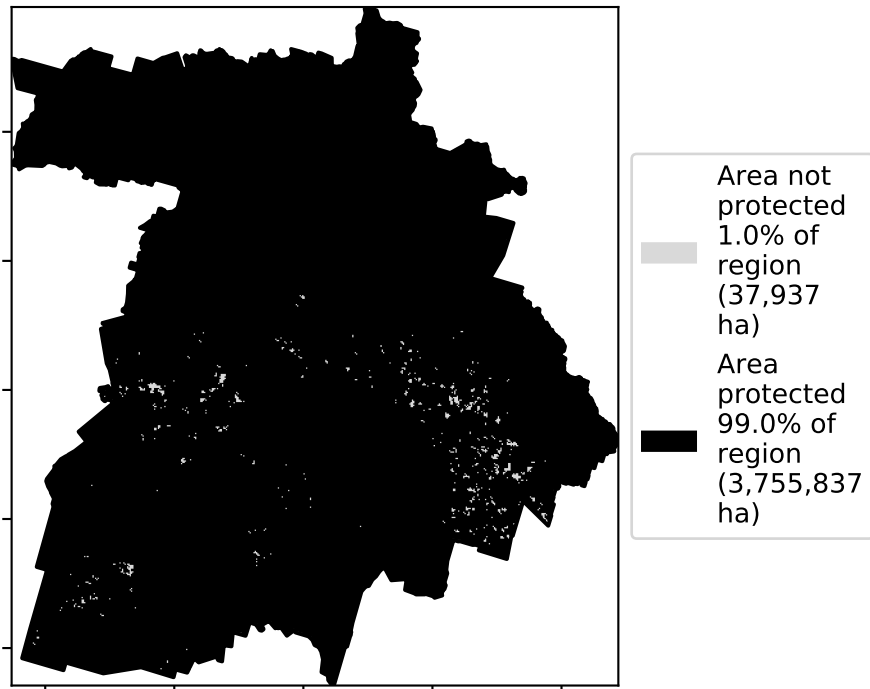 Area not
protected
1.0% of
region
(37,937
ha)
Area
protected
99.0% of
region
(3,755,837
ha)